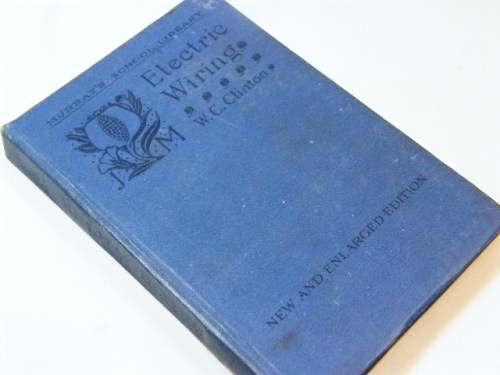 MURRAY'S SCHOOL LIBRARY
Electric
Wiring
W. C. Clinton
J M
NEW AND ENLARGED EDITION